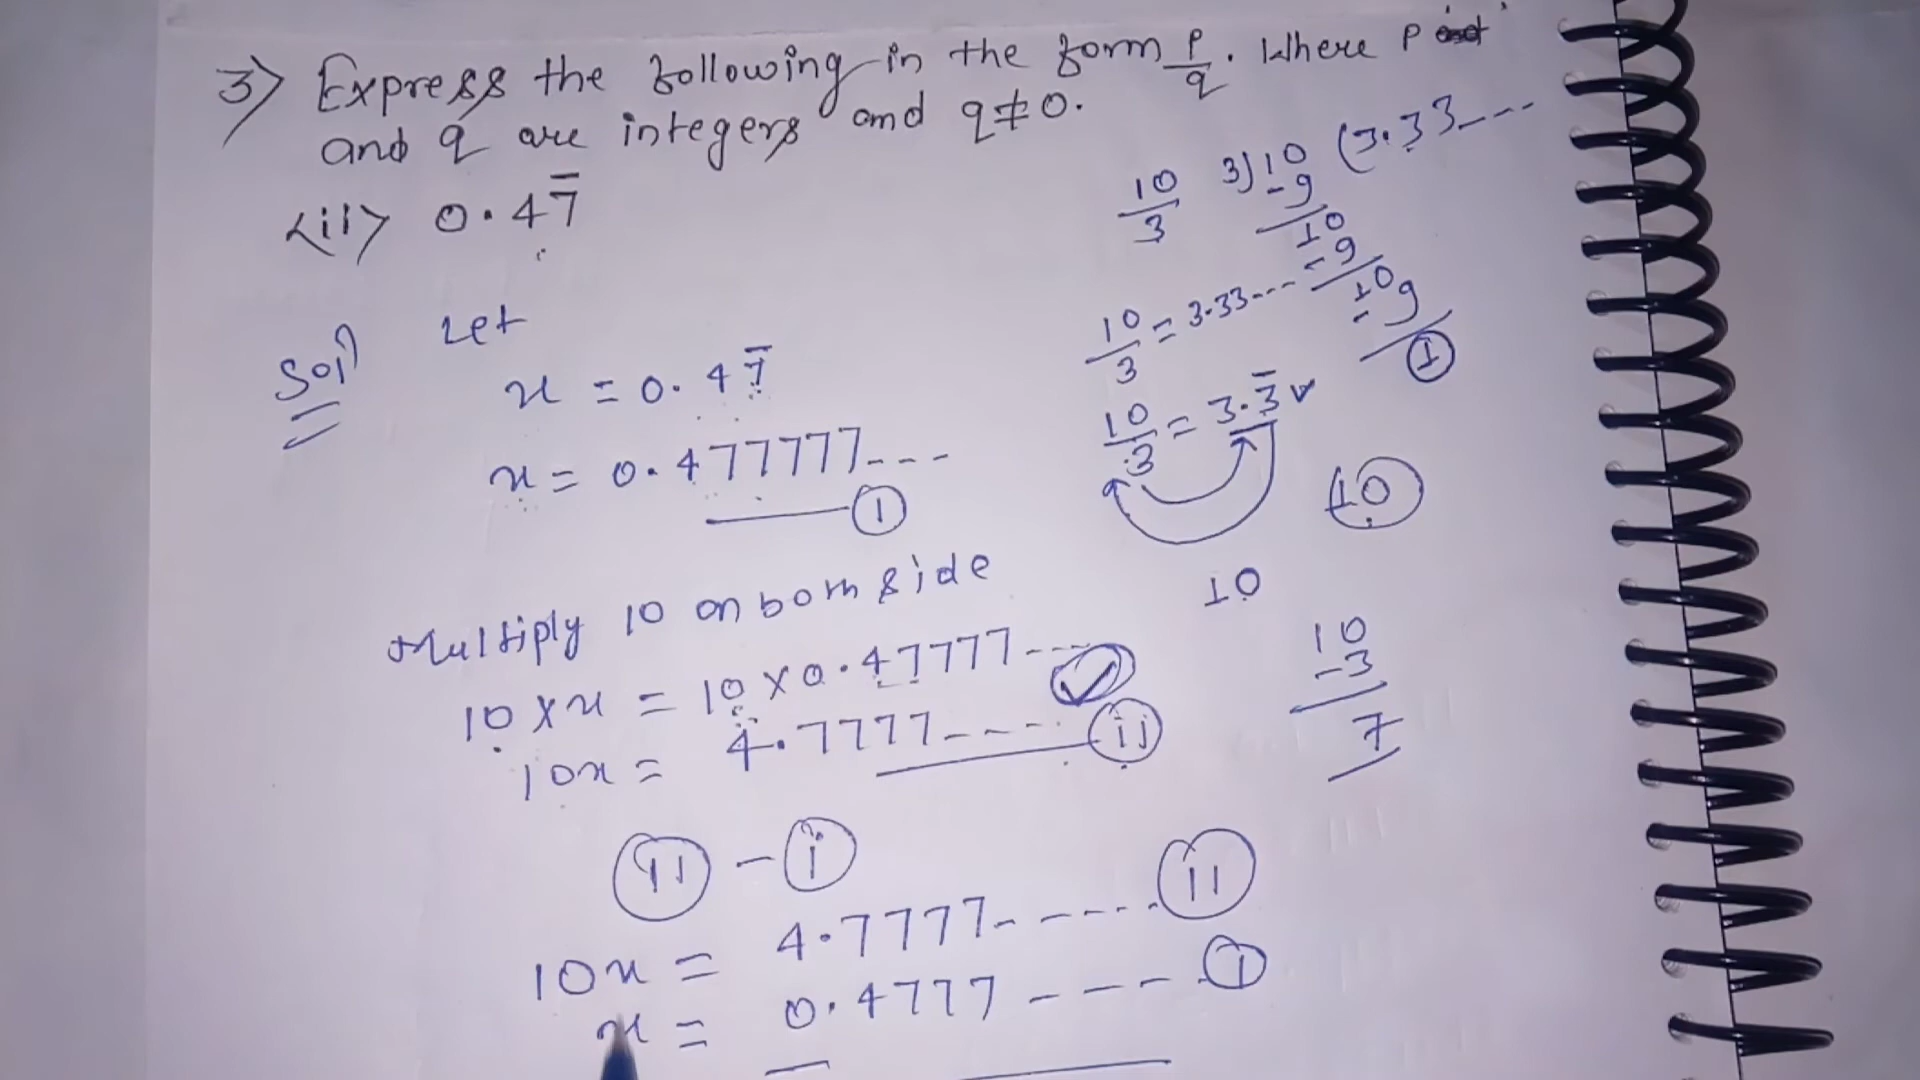 3) Express the following in the form p/q. Where p
and q are integers and q≠0.
<ii> 0.47̅
Solⁿ Let
x = 0.47̅
x = 0.477777--- (i)
Multiply 10 on both side
10 × x = 10 × 0.47777---
10x = 4.7777---- (ii)
(ii) - (i)
10x = 4.7777------ (ii)
x = 0.4777 ---- (i)
10/3 3)10(3.33---
-9
10
-9
10
9
1
10/3 = 3.33---
10/3 = 3.3̅ ✓
10
10
10
-3
7